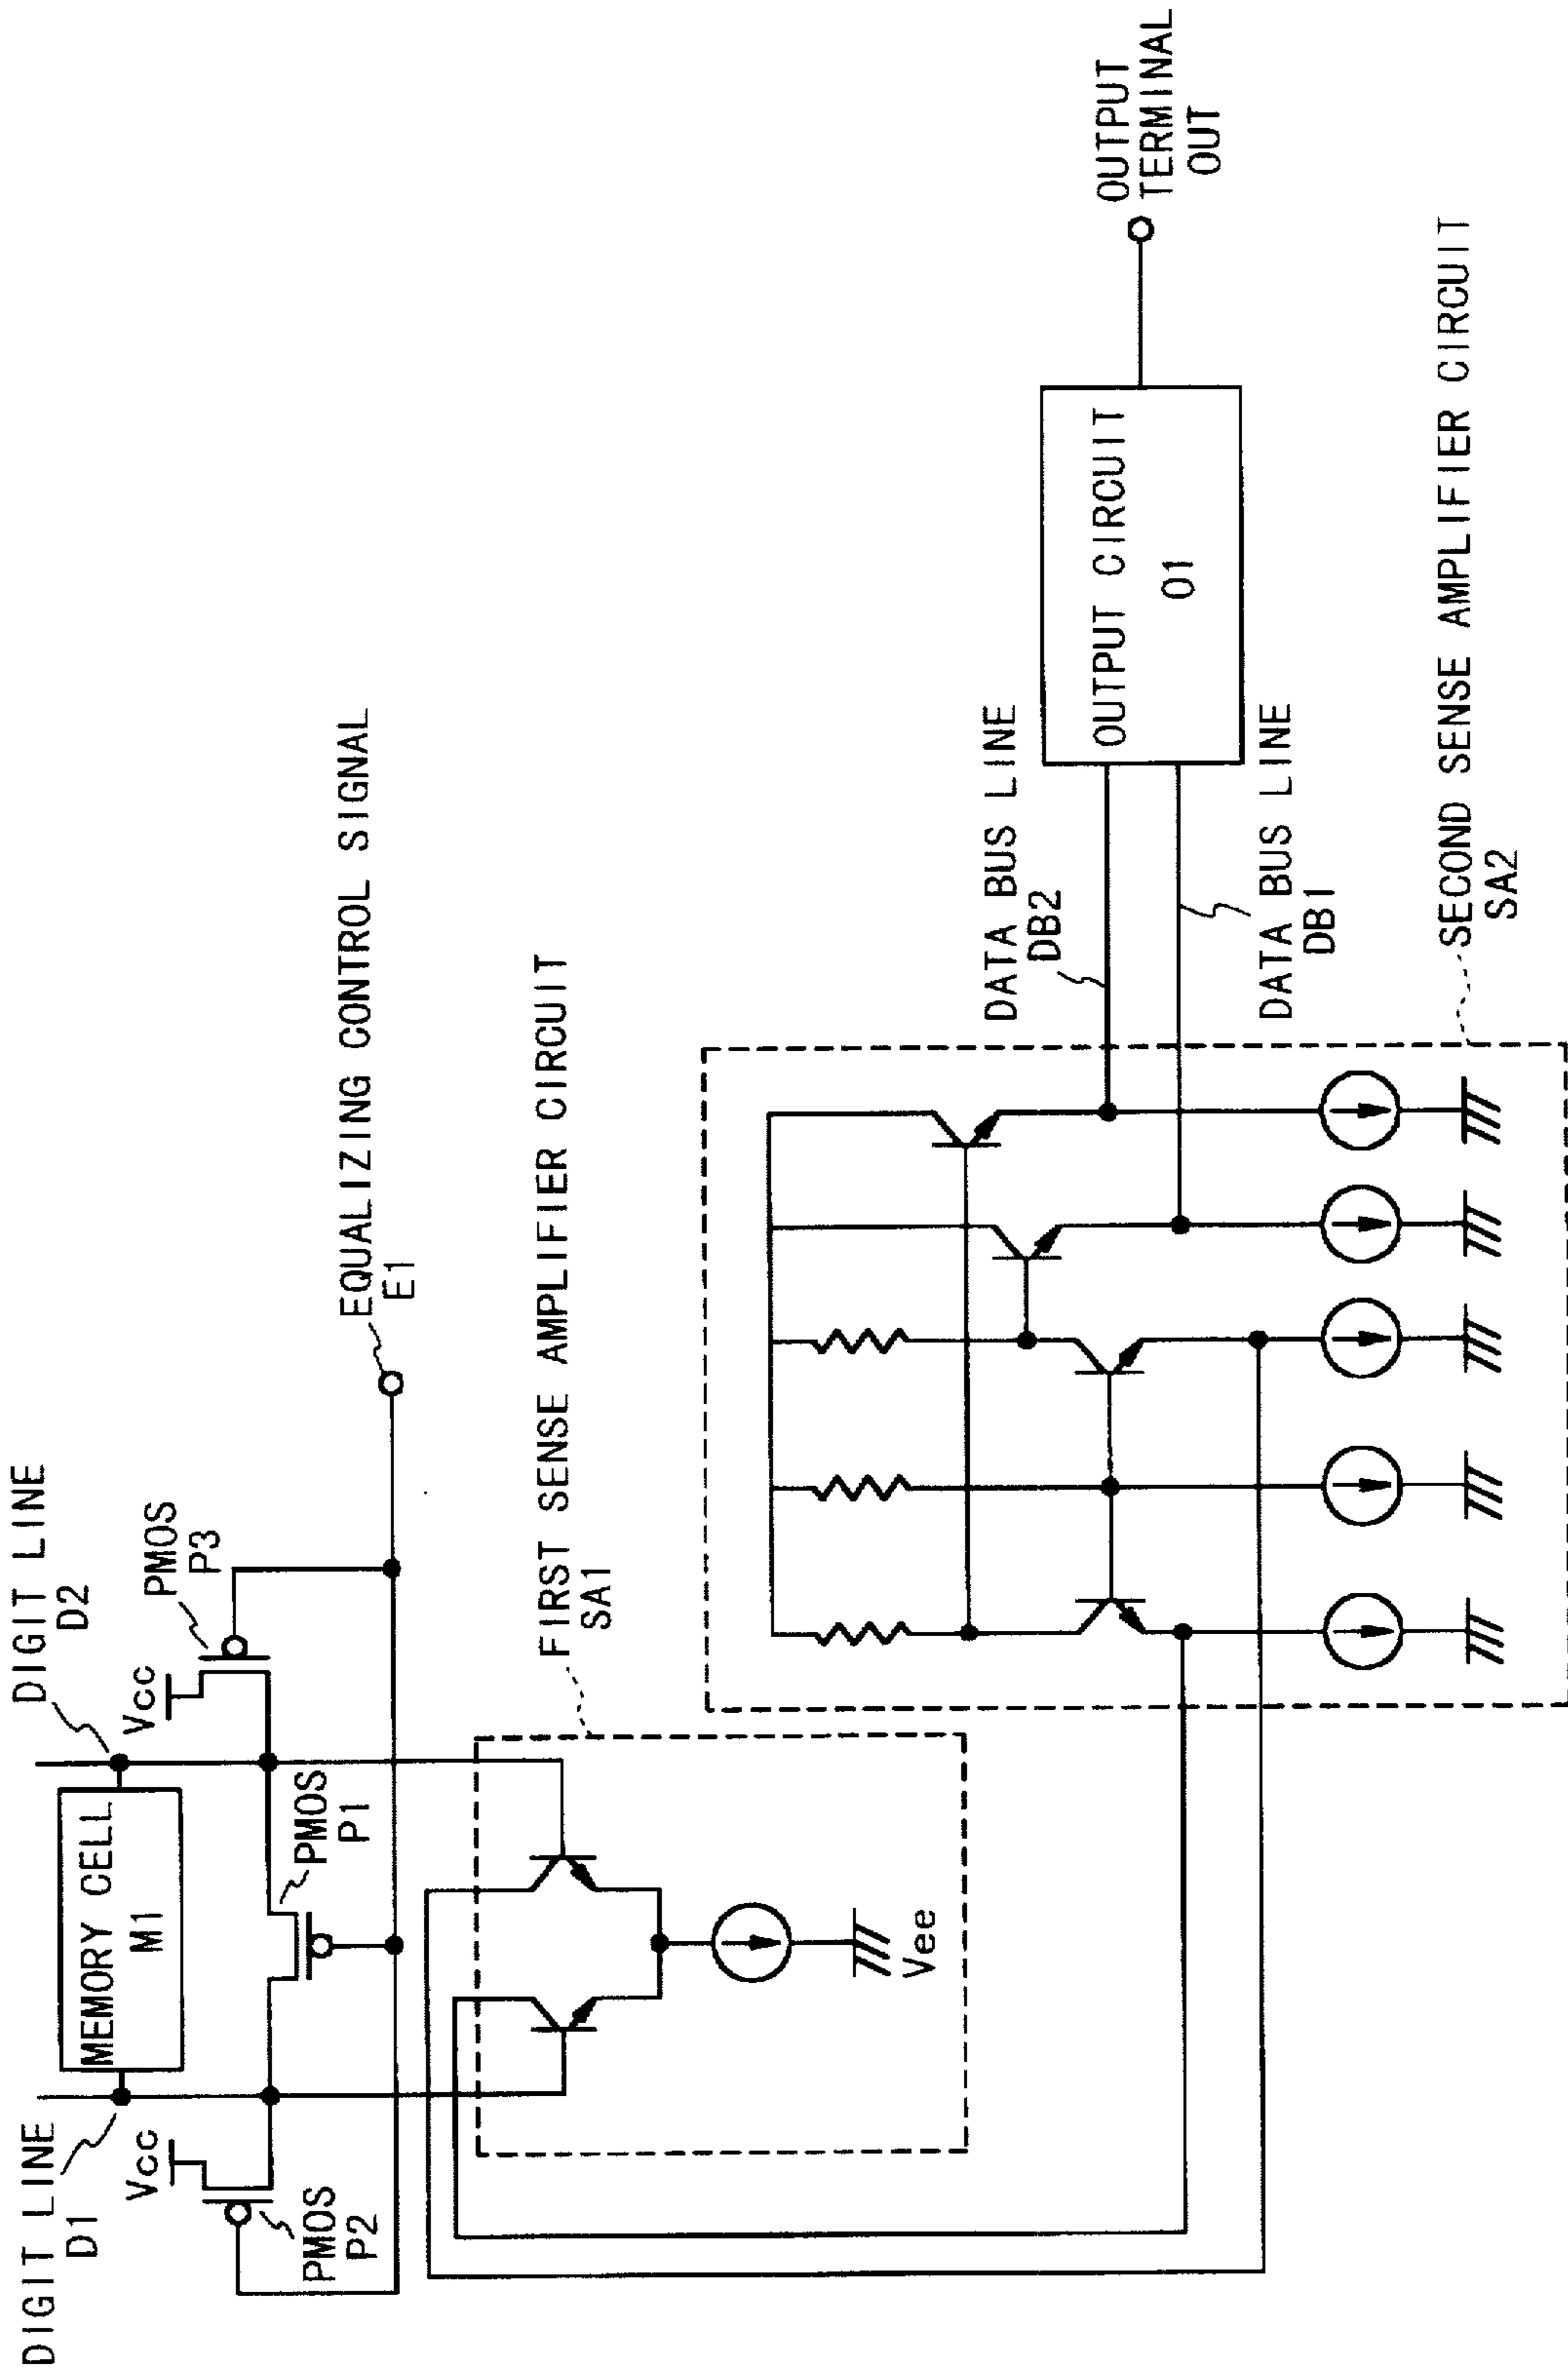 DIGIT LINE
D1
DIGIT LINE
D2
MEMORY CELL
M1
Vcc
Vcc
PMOS
P2
PMOS
P1
PMOS
P3
EQUALIZING CONTROL SIGNAL
E1
FIRST SENSE AMPLIFIER CIRCUIT
SA1
Vee
DATA BUS LINE
DB2
OUTPUT CIRCUIT
01
OUTPUT
TERMINAL
OUT
DATA BUS LINE
DB1
SECOND SENSE AMPLIFIER CIRCUIT
SA2